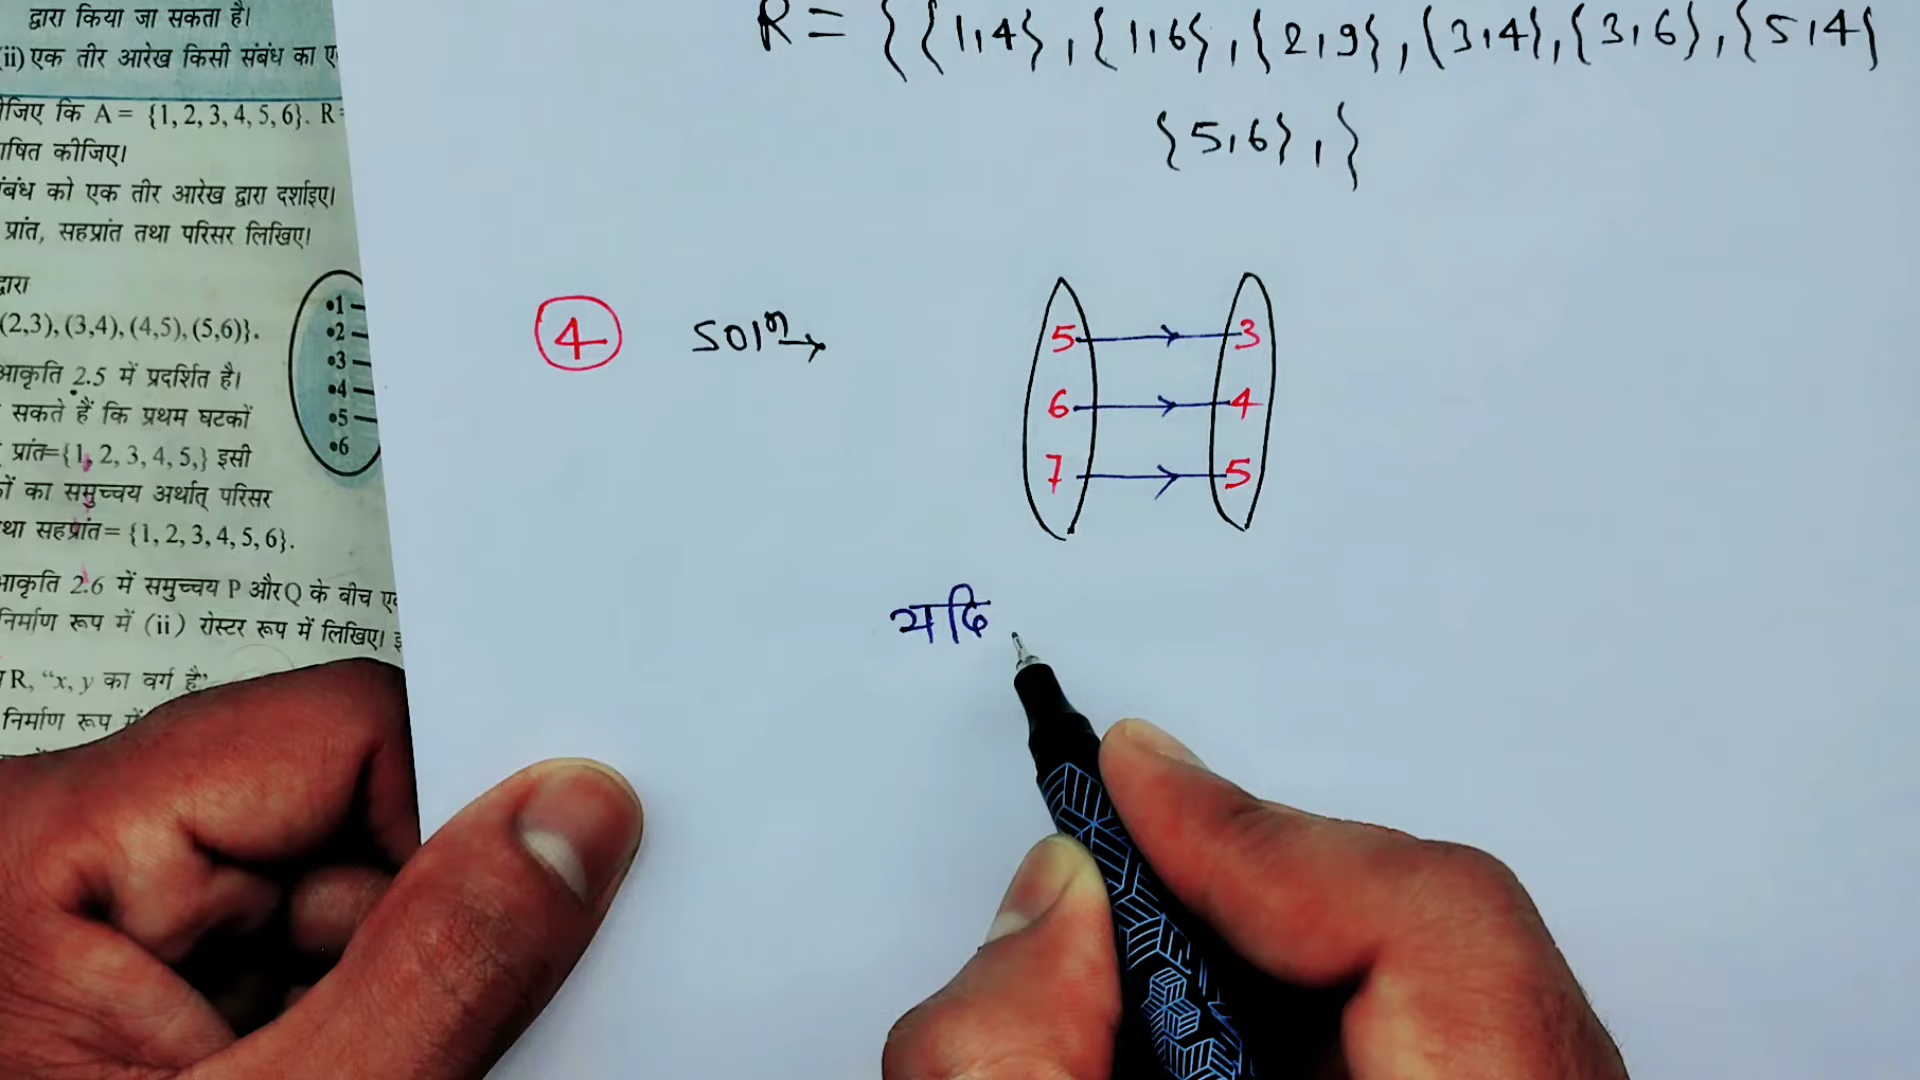 द्वारा किया जा सकता है।
(ii) एक तीर आरेख किसी संबंध का
जिए कि A = {1, 2, 3, 4, 5, 6}. R
षित कीजिए।
बंध को एक तीर आरेख द्वारा दर्शाइए।
प्रांत, सहप्रांत तथा परिसर लिखिए।
द्वारा
(2,3), (3,4), (4,5), (5,6)}.
आकृति 2.5 में प्रदर्शित है।
सकते हैं कि प्रथम घटकों
प्रांत={1, 2, 3, 4, 5,} इसी
का समुच्चय अर्थात् परिसर
था सहप्रांत= {1, 2, 3, 4, 5, 6}.
आकृति 2.6 में समुच्चय P और Q के बीच
निर्माण रूप में (ii) रोस्टर रूप में लिखिए।
R, “x, y का वर्ग है”
निर्माण रूप में
•1
•2
•3
•4
•5
•6
R = { {1,4} , {1,6} , {2,9} , (3,4} , {3,6} , {5,4}
{5,6} , }
4 Solⁿ→
5 3
6 4
7 5
यदि